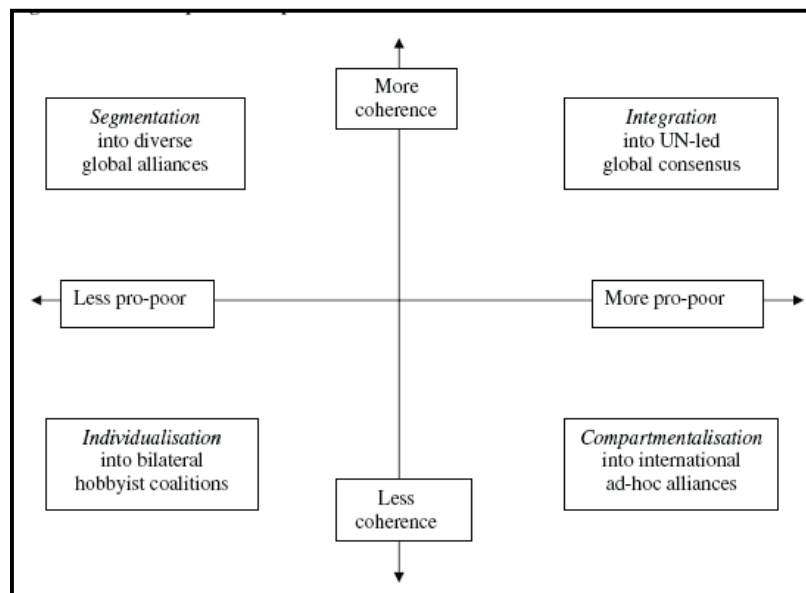 More
coherence
Segmentation
into diverse
global alliances
Integration
into UN-led
global consensus
Less pro-poor
More pro-poor
Individualisation
into bilateral
hobbyist coalitions
Compartmentalisation
into international
ad-hoc alliances
Less
coherence